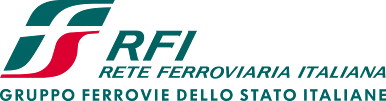 RFI
RETE FERROVIARIA ITALIANA
GRUPPO FERROVIE DELLO STATO ITALIANE